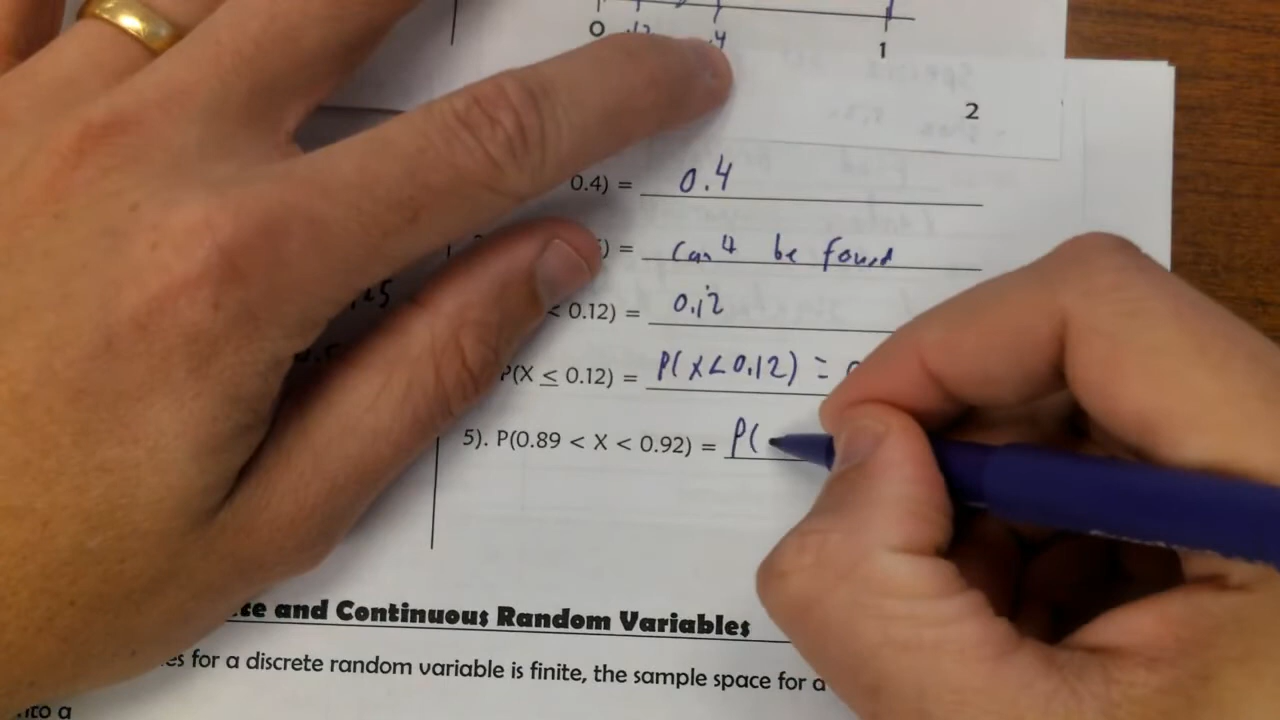 0 .12 .4 1
2
0.4) = 0.4
) = Can't be found
< 0.12) = 0.12
P(X ≤ 0.12) = P(X<0.12) =
5). P(0.89 < X < 0.92) = P(
and Continuous Random Variables
for a discrete random variable is finite, the sample space for a
a